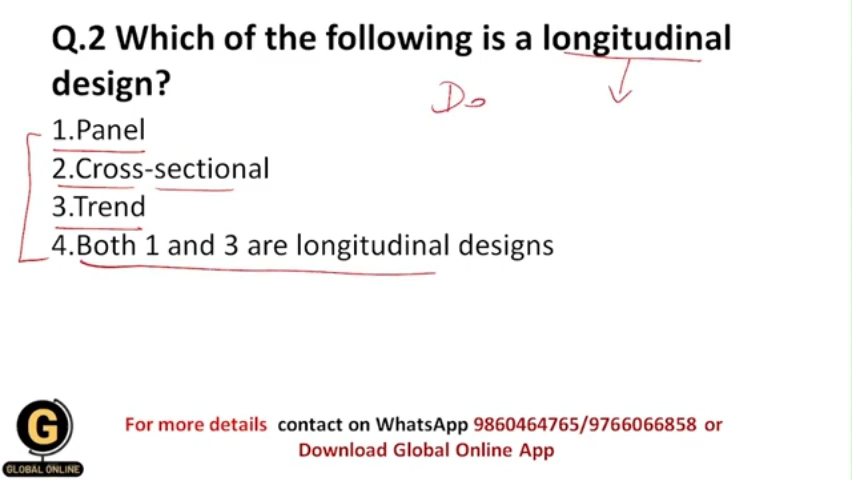 Q.2 Which of the following is a longitudinal
design?
Do
1.Panel
2.Cross-sectional
3.Trend
4.Both 1 and 3 are longitudinal designs
G
GLOBAL ONLINE
For more details contact on WhatsApp 9860464765/9766066858 or
Download Global Online App